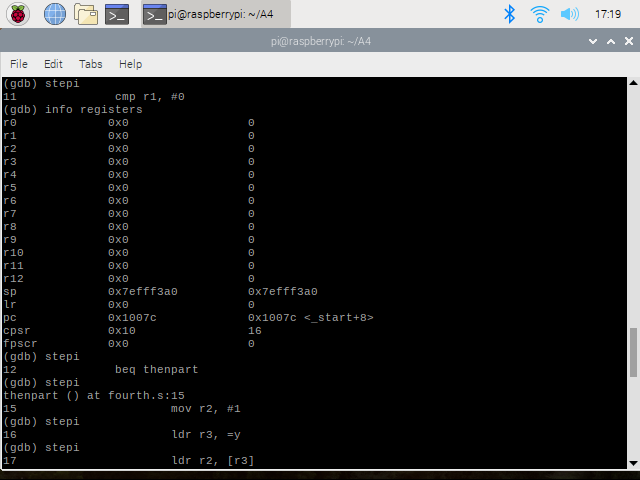 pi@raspberrypi: ~/A4
17:19
pi@raspberrypi: ~/A4
File Edit Tabs Help
(gdb) stepi
11 cmp r1, #0
(gdb) info registers
r0 0x0 0
r1 0x0 0
r2 0x0 0
r3 0x0 0
r4 0x0 0
r5 0x0 0
r6 0x0 0
r7 0x0 0
r8 0x0 0
r9 0x0 0
r10 0x0 0
r11 0x0 0
r12 0x0 0
sp 0x7efff3a0 0x7efff3a0
lr 0x0 0
pc 0x1007c 0x1007c <_start+8>
cpsr 0x10 16
fpscr 0x0 0
(gdb) stepi
12 beq thenpart
(gdb) stepi
thenpart () at fourth.s:15
15 mov r2, #1
(gdb) stepi
16 ldr r3, =y
(gdb) stepi
17 ldr r2, [r3]